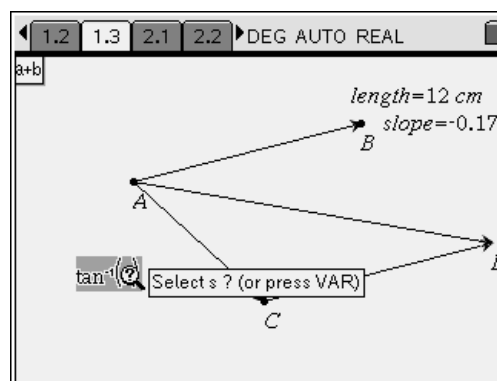 1.2 1.3 2.1 2.2 DEG AUTO REAL
a+b
length=12 cm
slope=-0.17
B
A
tan⁻¹(?
Select s ? (or press VAR)
C